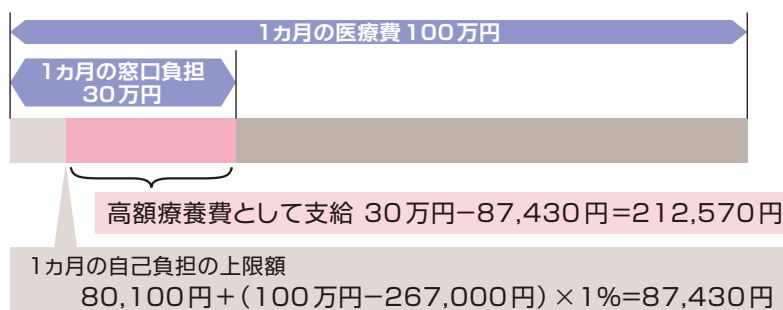 1ヵ月の医療費100万円
1ヵ月の窓口負担
30万円
高額療養費として支給 30万円−87,430円=212,570円
1ヵ月の自己負担の上限額
80,100円+(100万円−267,000円)×1%=87,430円